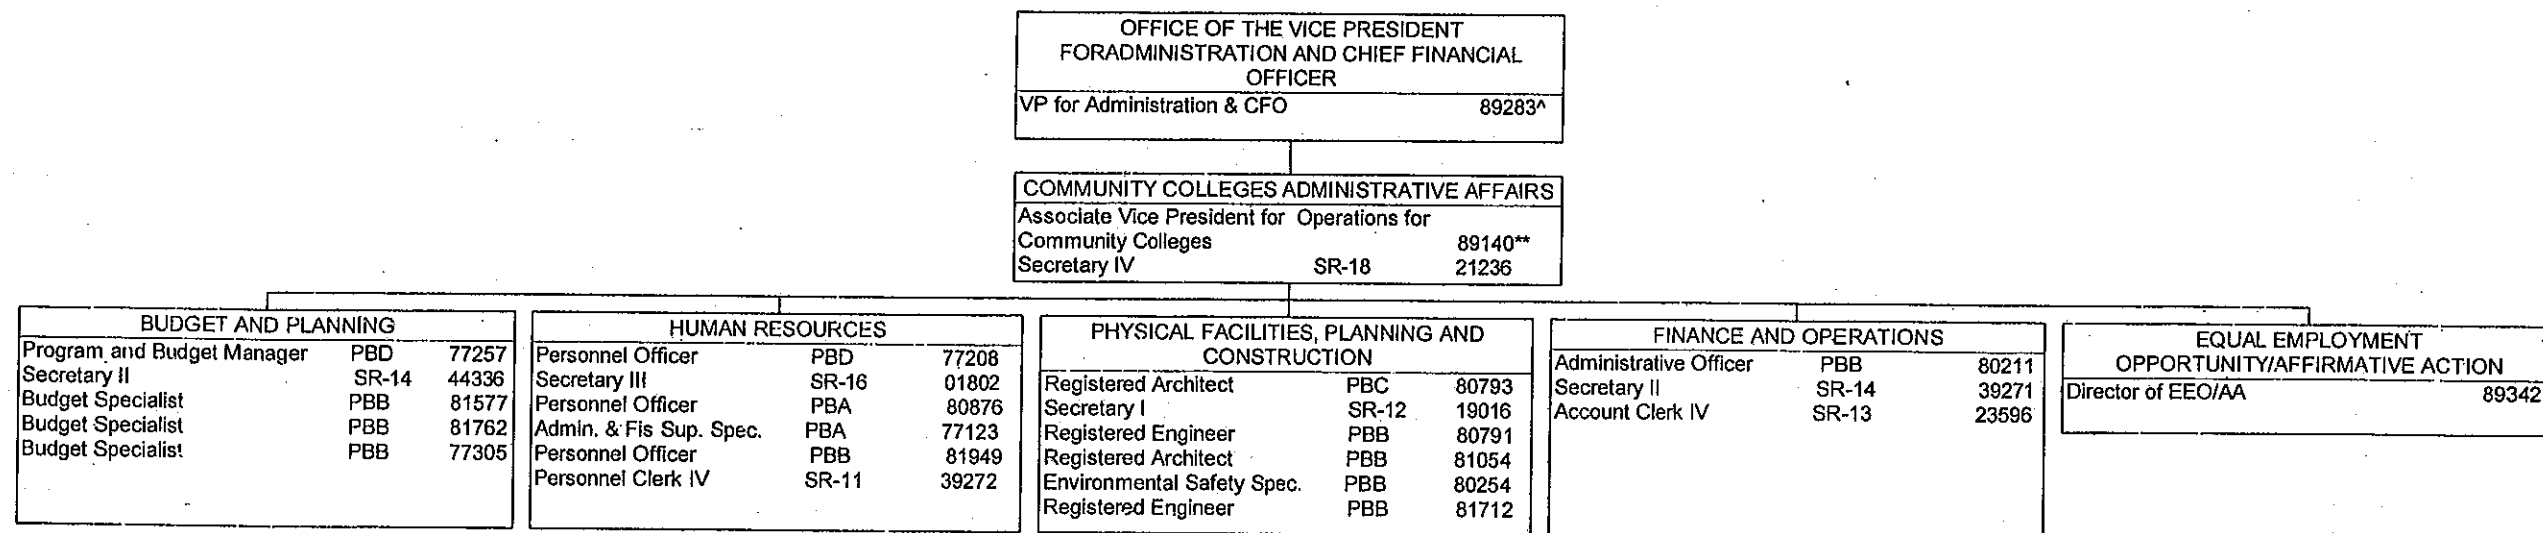 OFFICE OF THE VICE PRESIDENT
FORADMINISTRATION AND CHIEF FINANCIAL
OFFICER
VP for Administration & CFO 89283^
COMMUNITY COLLEGES ADMINISTRATIVE AFFAIRS
Associate Vice President for Operations for
Community Colleges 89140**
Secretary IV SR-18 21236
BUDGET AND PLANNING
Program and Budget Manager PBD 77257
Secretary II SR-14 44336
Budget Specialist PBB 81577
Budget Specialist PBB 81762
Budget Specialist PBB 77305
HUMAN RESOURCES
Personnel Officer PBD 77208
Secretary III SR-16 01802
Personnel Officer PBA 80876
Admin. & Fis Sup. Spec. PBA 77123
Personnel Officer PBB 81949
Personnel Clerk IV SR-11 39272
PHYSICAL FACILITIES, PLANNING AND
CONSTRUCTION
Registered Architect PBC 80793
Secretary I SR-12 19016
Registered Engineer PBB 80791
Registered Architect PBB 81054
Environmental Safety Spec. PBB 80254
Registered Engineer PBB 81712
FINANCE AND OPERATIONS
Administrative Officer PBB 80211
Secretary II SR-14 39271
Account Clerk IV SR-13 23596
EQUAL EMPLOYMENT
OPPORTUNITY/AFFIRMATIVE ACTION
Director of EEO/AA 89342